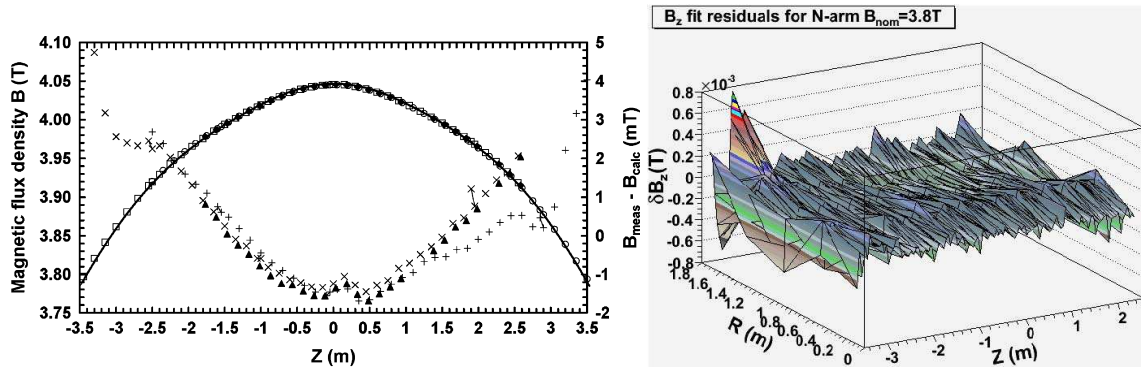 Magnetic flux density B (T)
4.10
4.05
4.00
3.95
3.90
3.85
3.80
3.75
-3.5 -3 -2.5 -2 -1.5 -1 -0.5 0 0.5 1 1.5 2 2.5 3 3.5
Z (m)
5
4
3
2
1
0
-1
-2
B_meas - B_calc (mT)
B_z fit residuals for N-arm B_nom=3.8T
×10^-3
δB_z(T)
0.8
0.6
0.4
0.2
0
-0.2
-0.4
-0.6
-0.8
1.8 1.6 1.4 1.2 1 0.8 0.6 0.4 0.2 0
R (m)
-3 -2 -1 0 1 2
Z (m)